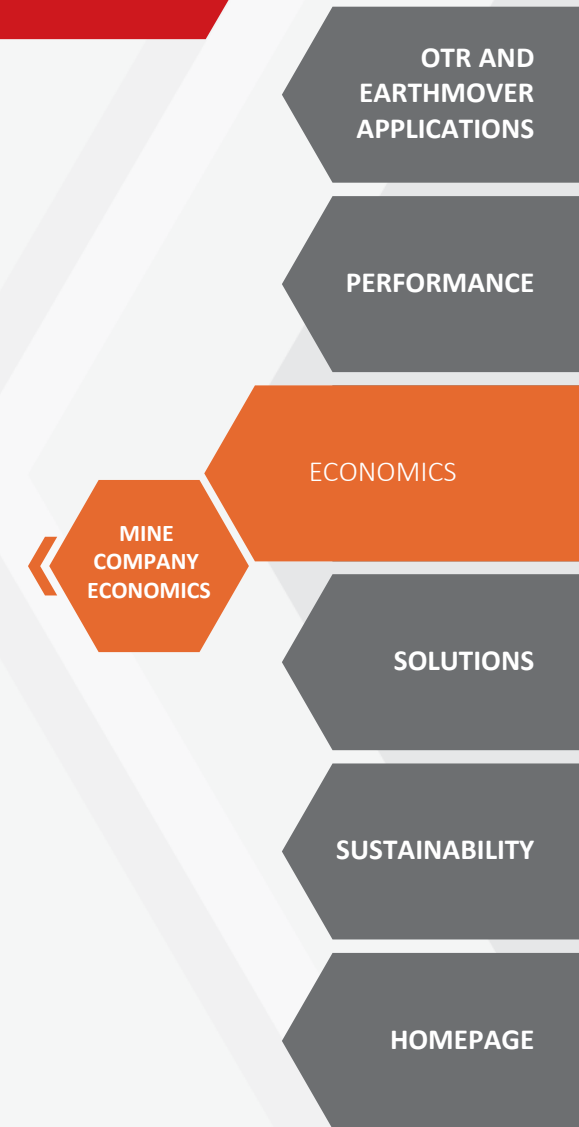 OTR AND
EARTHMOVER
APPLICATIONS
PERFORMANCE
ECONOMICS
MINE
COMPANY
ECONOMICS
SOLUTIONS
SUSTAINABILITY
HOMEPAGE